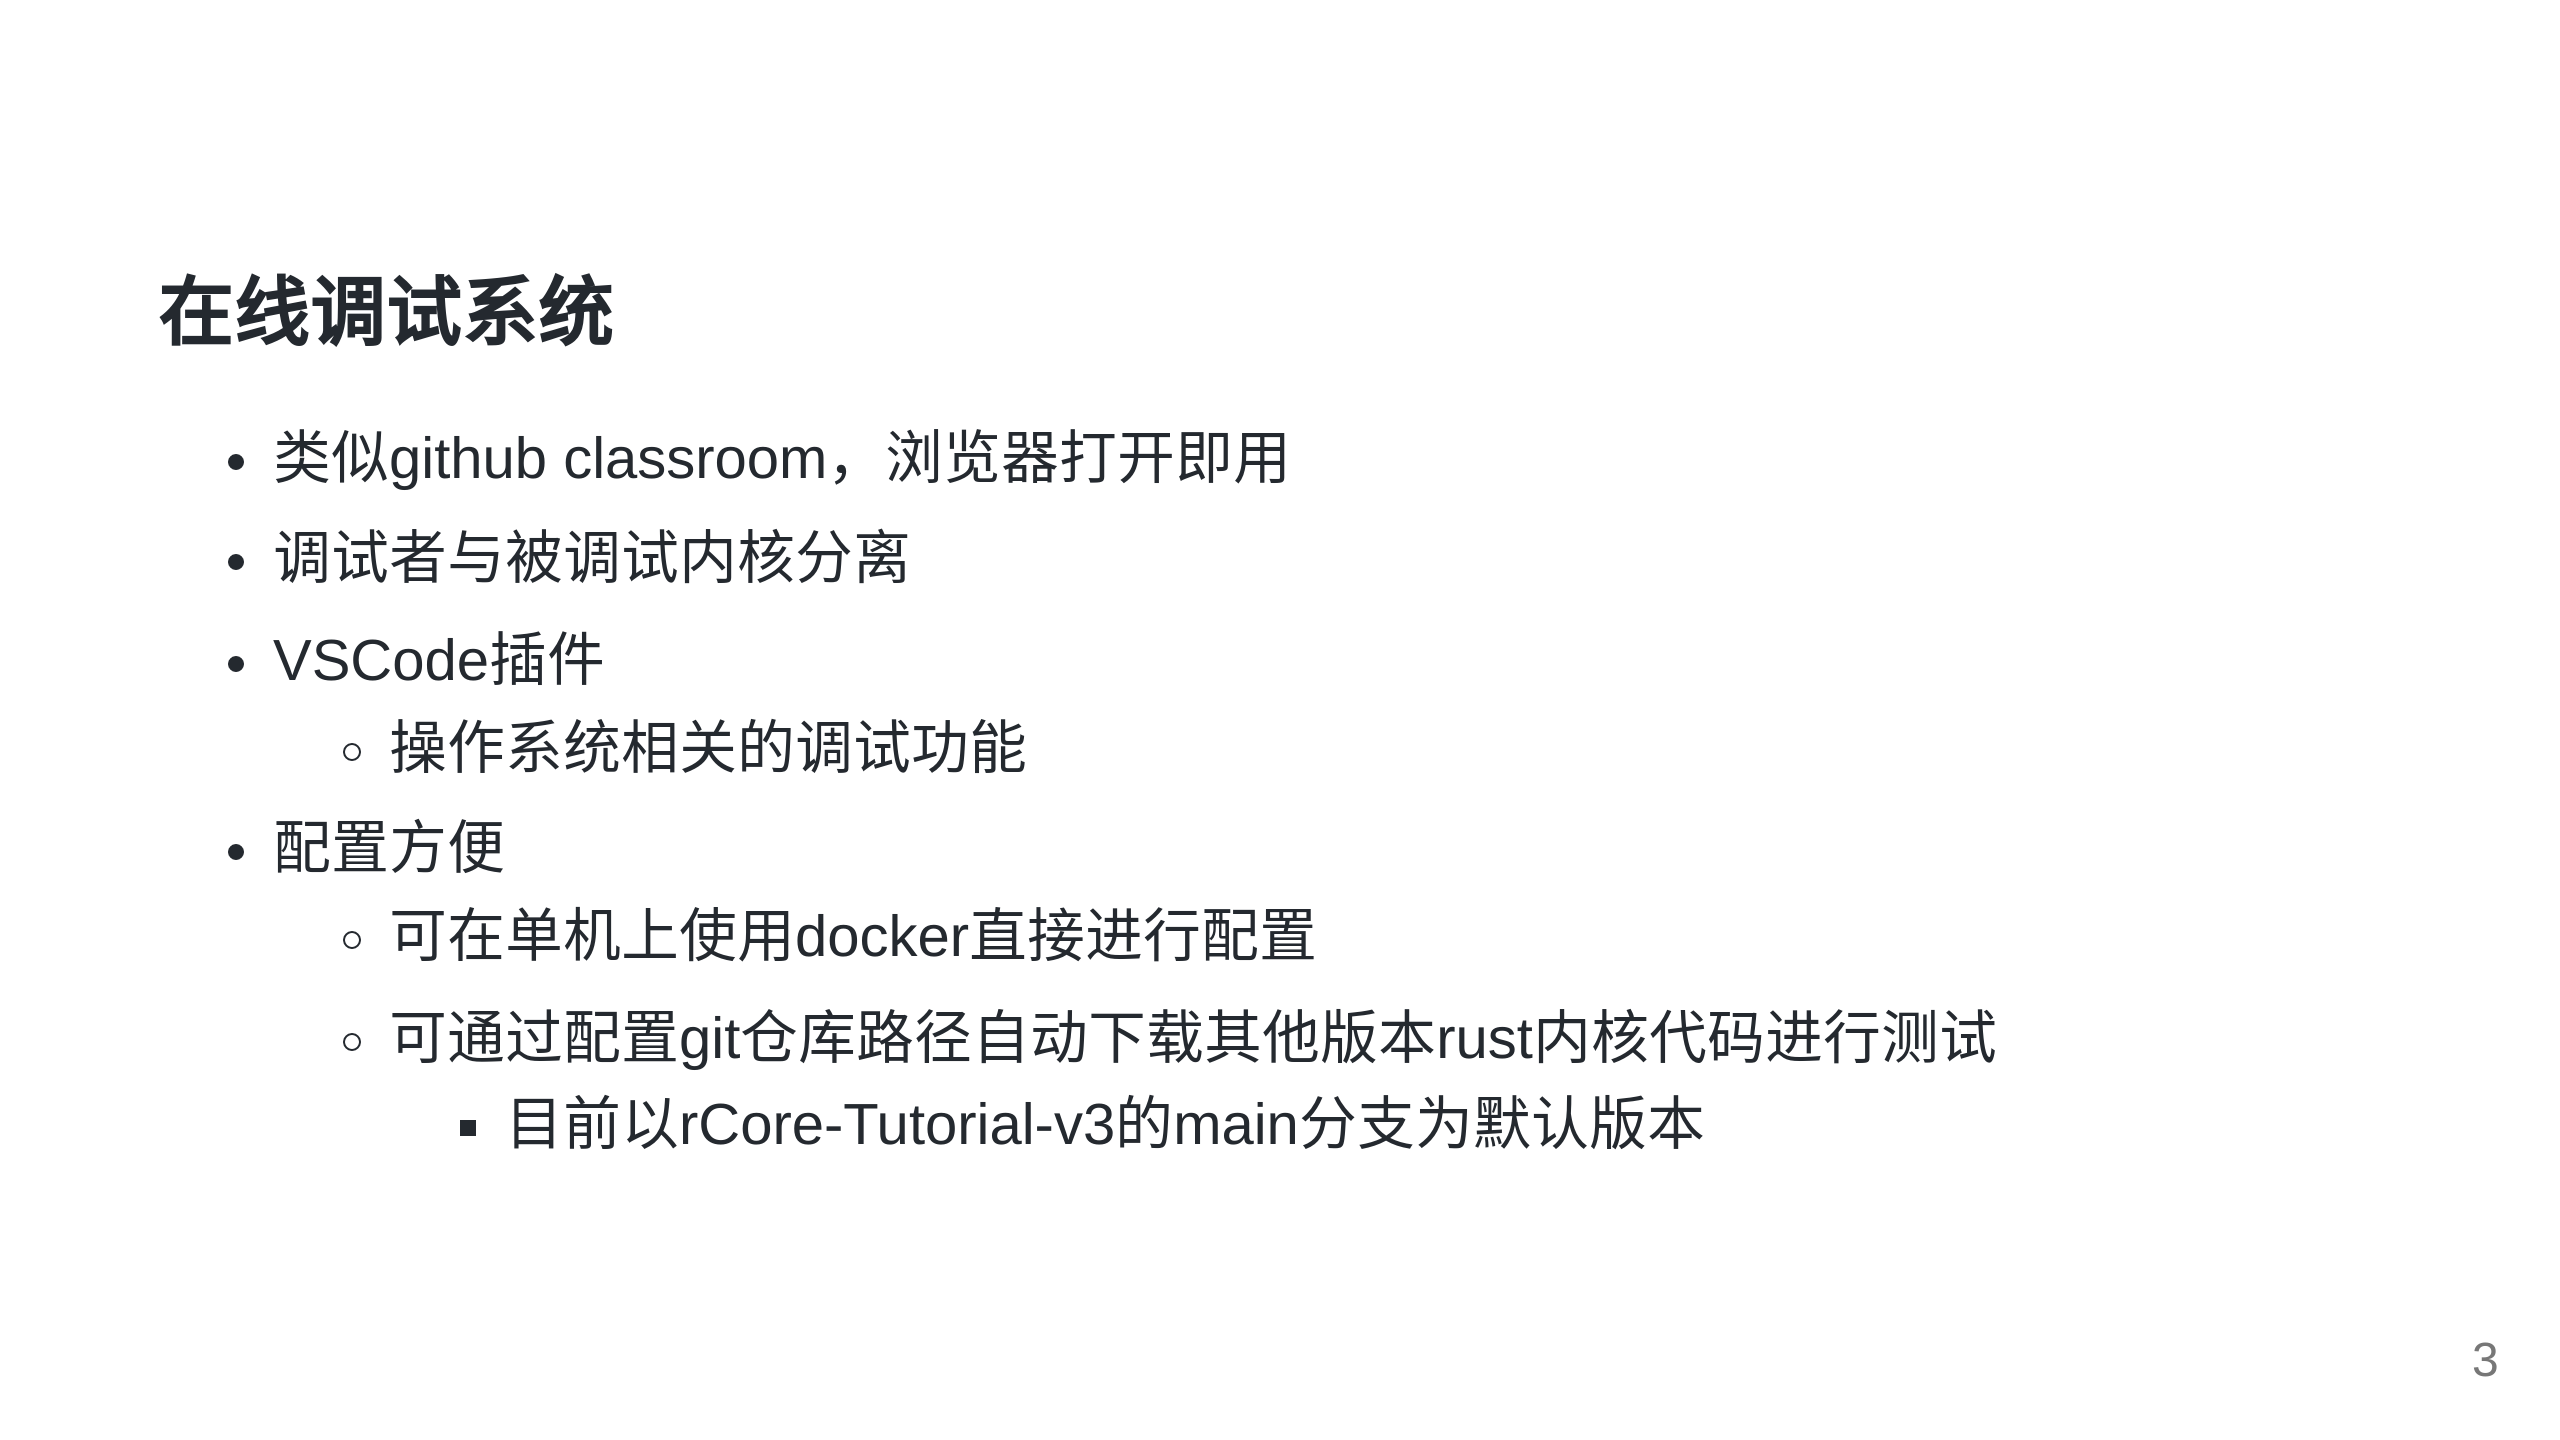 在线调试系统
类似github classroom，浏览器打开即用
调试者与被调试内核分离
VSCode插件
操作系统相关的调试功能
配置方便
可在单机上使用docker直接进行配置
可通过配置git仓库路径自动下载其他版本rust内核代码进行测试
目前以rCore-Tutorial-v3的main分支为默认版本
3